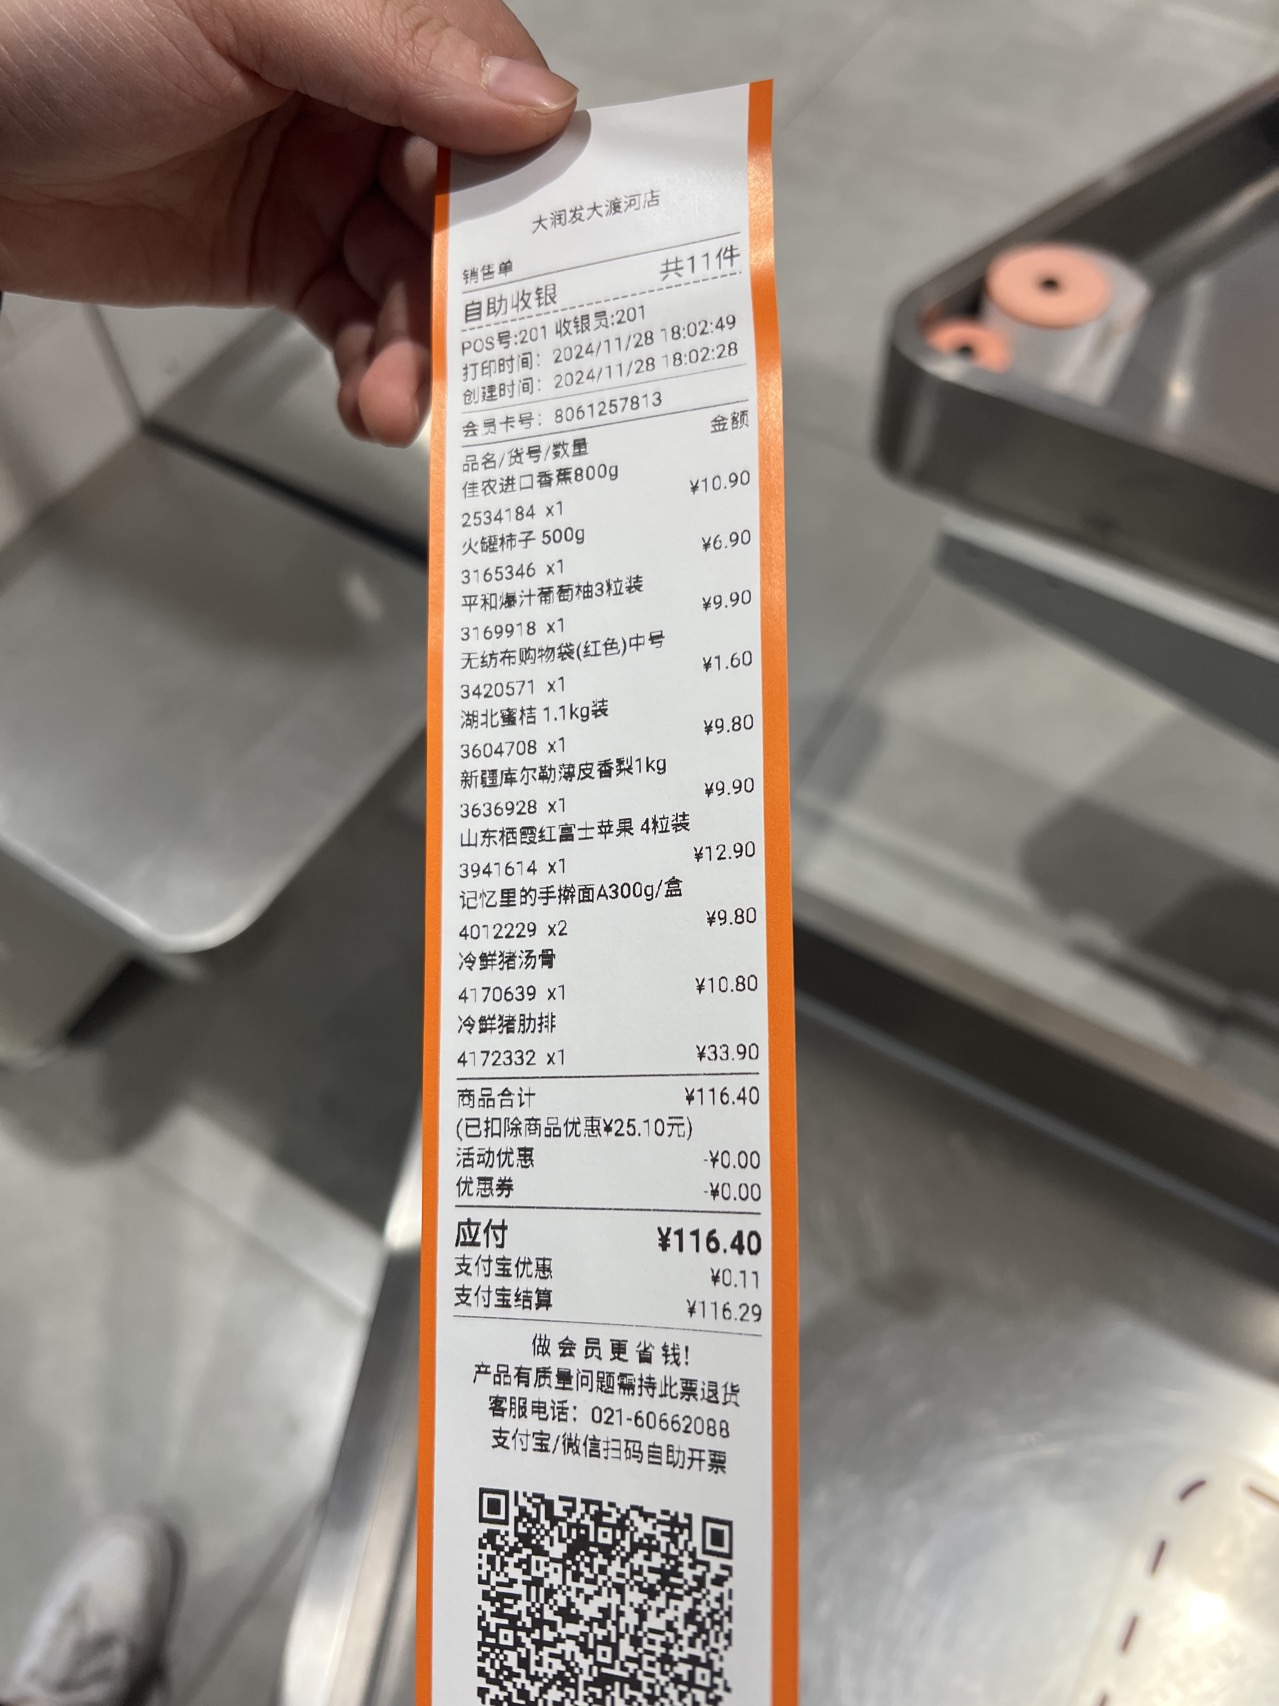 大润发大渡河店
销售单
自助收银 共11件
POS号:201 收银员:201
打印时间: 2024/11/28 18:02:49
创建时间: 2024/11/28 18:02:28
会员卡号: 8061257813
品名/货号/数量 金额
佳农进口香蕉800g
2534184 x1 ¥10.90
火罐柿子 500g
3165346 x1 ¥6.90
平和爆汁葡萄柚3粒装
3169918 x1 ¥9.90
无纺布购物袋(红色)中号
3420571 x1 ¥1.60
湖北蜜桔 1.1kg装
3604708 x1 ¥9.80
新疆库尔勒薄皮香梨1kg
3636928 x1 ¥9.90
山东栖霞红富士苹果 4粒装
3941614 x1 ¥12.90
记忆里的手擀面A300g/盒
4012229 x2 ¥9.80
冷鲜猪汤骨
4170639 x1 ¥10.80
冷鲜猪肋排
4172332 x1 ¥33.90
商品合计 ¥116.40
(已扣除商品优惠¥25.10元)
活动优惠 -¥0.00
优惠券 -¥0.00
应付 ¥116.40
支付宝优惠 ¥0.11
支付宝结算 ¥116.29
做会员更省钱!
产品有质量问题需持此票退货
客服电话: 021-60662088
支付宝/微信扫码自助开票